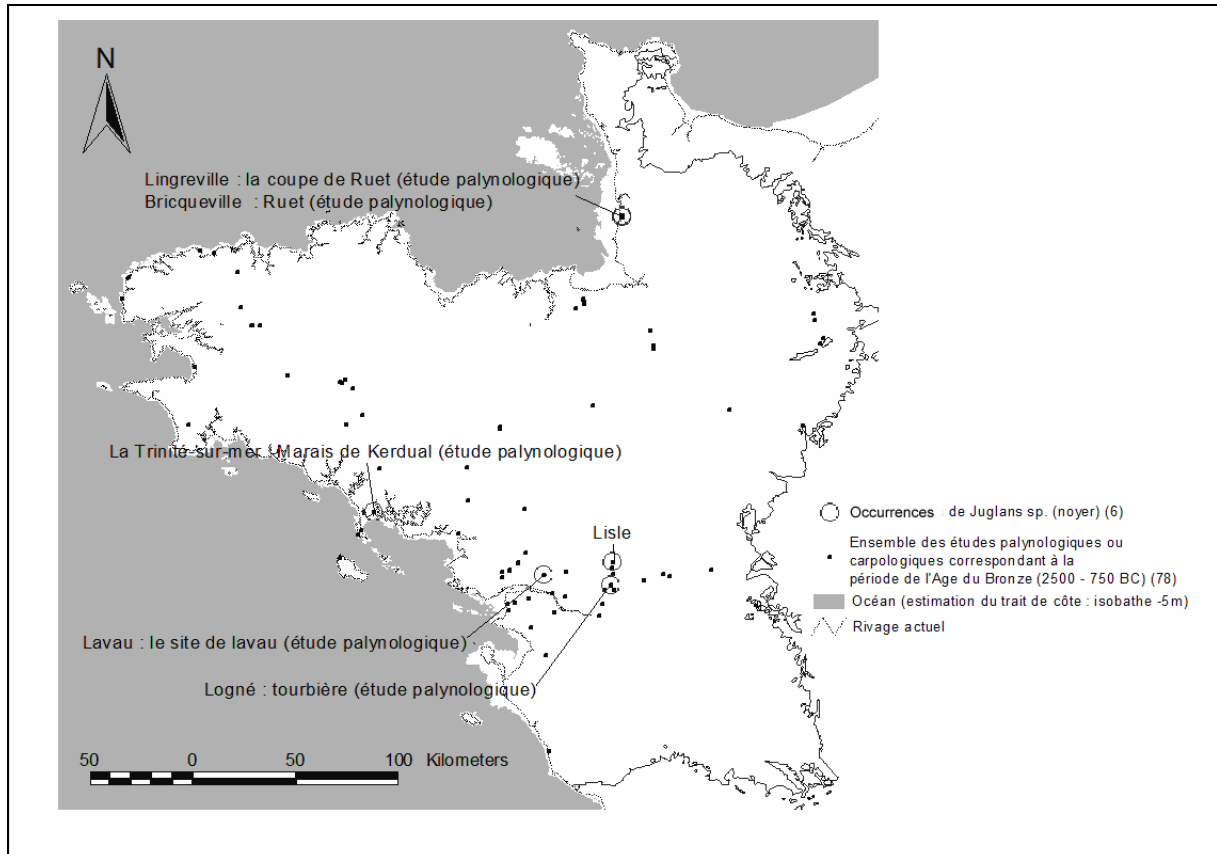 N
Lingreville : la coupe de Ruet (étude palynologique)
Bricqueville : Ruet (étude palynologique)
La Trinité-sur-mer : Marais de Kerdual (étude palynologique)
Lisle
Lavau : le site de lavau (étude palynologique)
Logné : tourbière (étude palynologique)
50 0 50 100 Kilometers
Occurrences de Juglans sp. (noyer) (6)
Ensemble des études palynologiques ou
carpologiques correspondant à la
période de l'Age du Bronze (2500 - 750 BC) (78)
Océan (estimation du trait de côte : isobathe -5m)
Rivage actuel